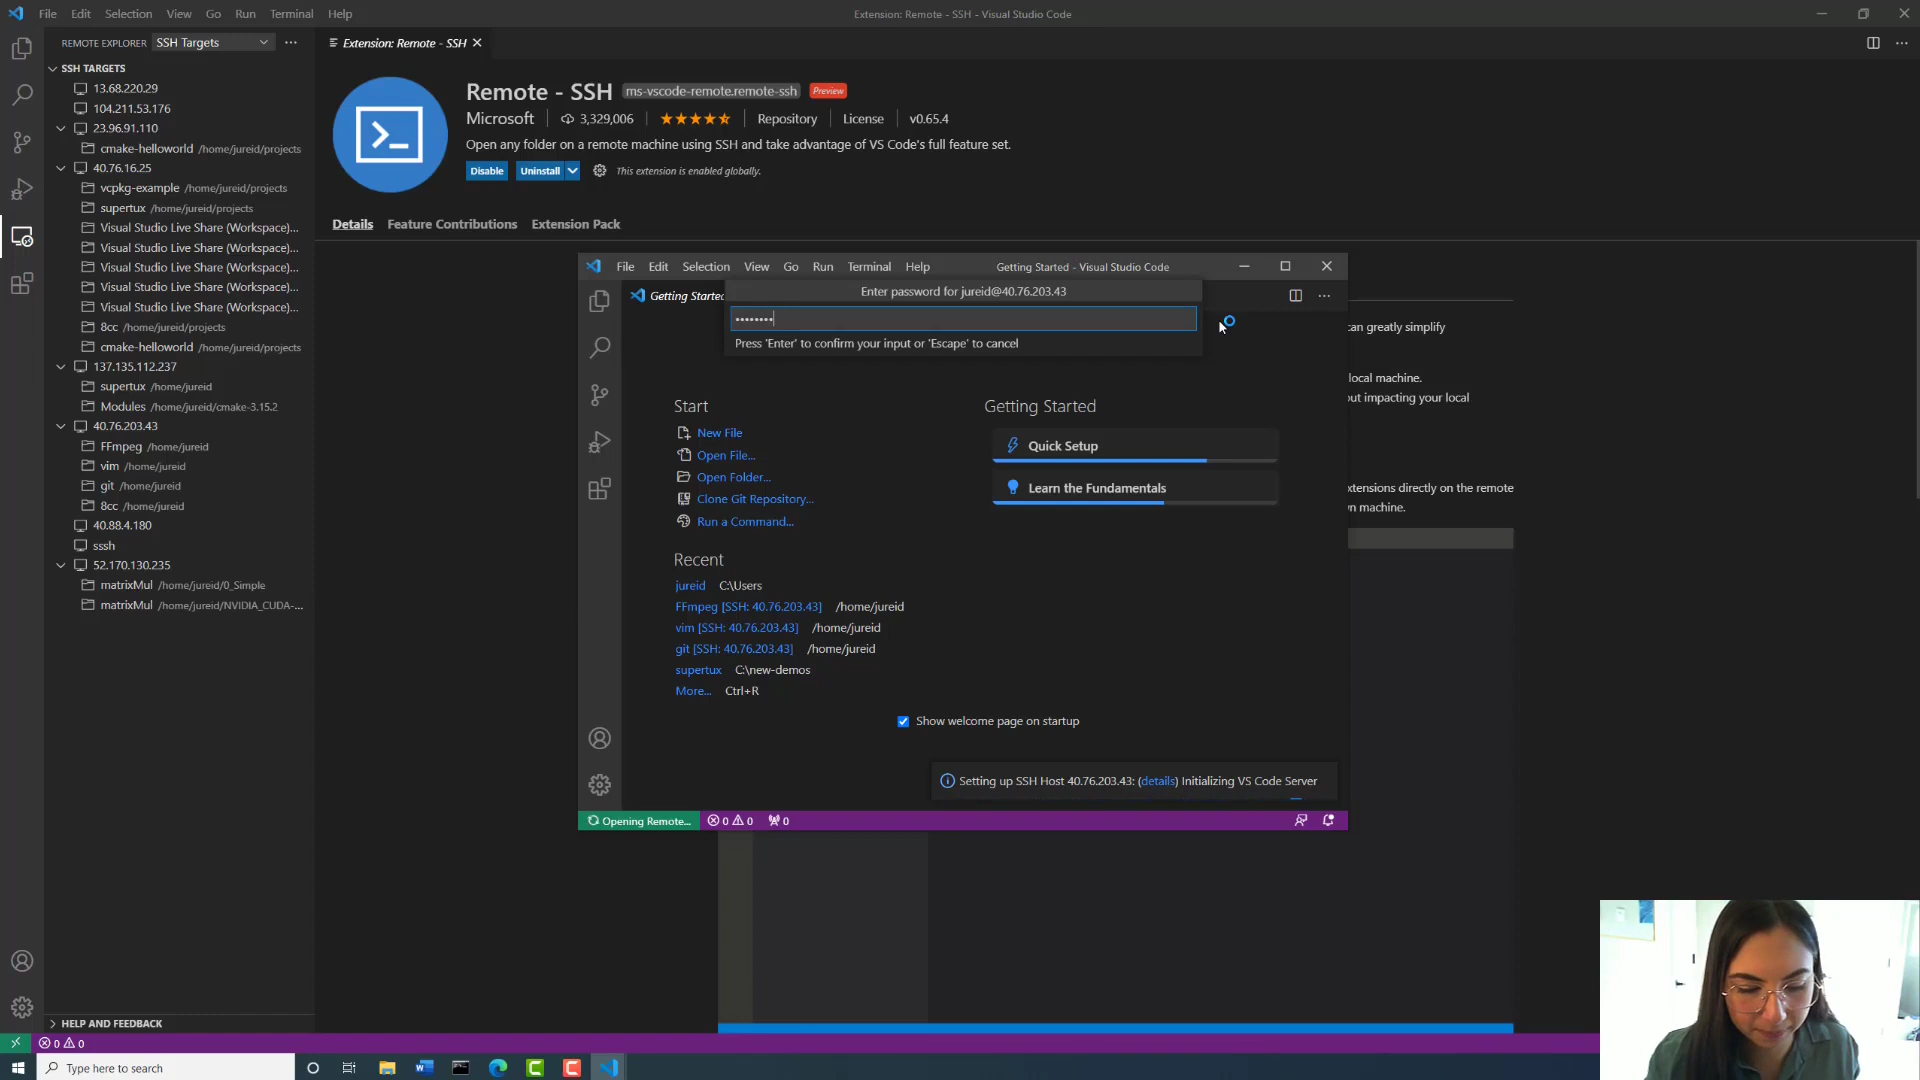 File Edit Selection View Go Run Terminal Help
Extension: Remote - SSH - Visual Studio Code
REMOTE EXPLORER SSH Targets
SSH TARGETS
13.68.220.29
104.211.53.176
23.96.91.110
cmake-helloworld /home/jureid/projects
40.76.16.25
vcpkg-example /home/jureid/projects
supertux /home/jureid/projects
Visual Studio Live Share (Workspace)...
Visual Studio Live Share (Workspace)...
Visual Studio Live Share (Workspace)...
Visual Studio Live Share (Workspace)...
Visual Studio Live Share (Workspace)...
8cc /home/jureid/projects
cmake-helloworld /home/jureid/projects
137.135.112.237
supertux /home/jureid
Modules /home/jureid/cmake-3.15.2
40.76.203.43
FFmpeg /home/jureid
vim /home/jureid
git /home/jureid
8cc /home/jureid
40.88.4.180
sssh
52.170.130.235
matrixMul /home/jureid/0_Simple
matrixMul /home/jureid/NVIDIA_CUDA-...
HELP AND FEEDBACK
Extension: Remote - SSH
Remote - SSH ms-vscode-remote.remote-ssh Preview
Microsoft 3,329,006 Repository License v0.65.4
Open any folder on a remote machine using SSH and take advantage of VS Code's full feature set.
Disable Uninstall This extension is enabled globally.
Details Feature Contributions Extension Pack
can greatly simplify
local machine.
out impacting your local
xtensions directly on the remote
n machine.
File Edit Selection View Go Run Terminal Help
Getting Started - Visual Studio Code
Getting Started
Enter password for jureid@40.76.203.43
••••••••
Press 'Enter' to confirm your input or 'Escape' to cancel
Start
New File
Open File...
Open Folder...
Clone Git Repository...
Run a Command...
Getting Started
Quick Setup
Learn the Fundamentals
Recent
jureid C:\Users
FFmpeg [SSH: 40.76.203.43] /home/jureid
vim [SSH: 40.76.203.43] /home/jureid
git [SSH: 40.76.203.43] /home/jureid
supertux C:\new-demos
More... Ctrl+R
Show welcome page on startup
Setting up SSH Host 40.76.203.43: (details) Initializing VS Code Server
Opening Remote... 0 0 0
0 0
Type here to search